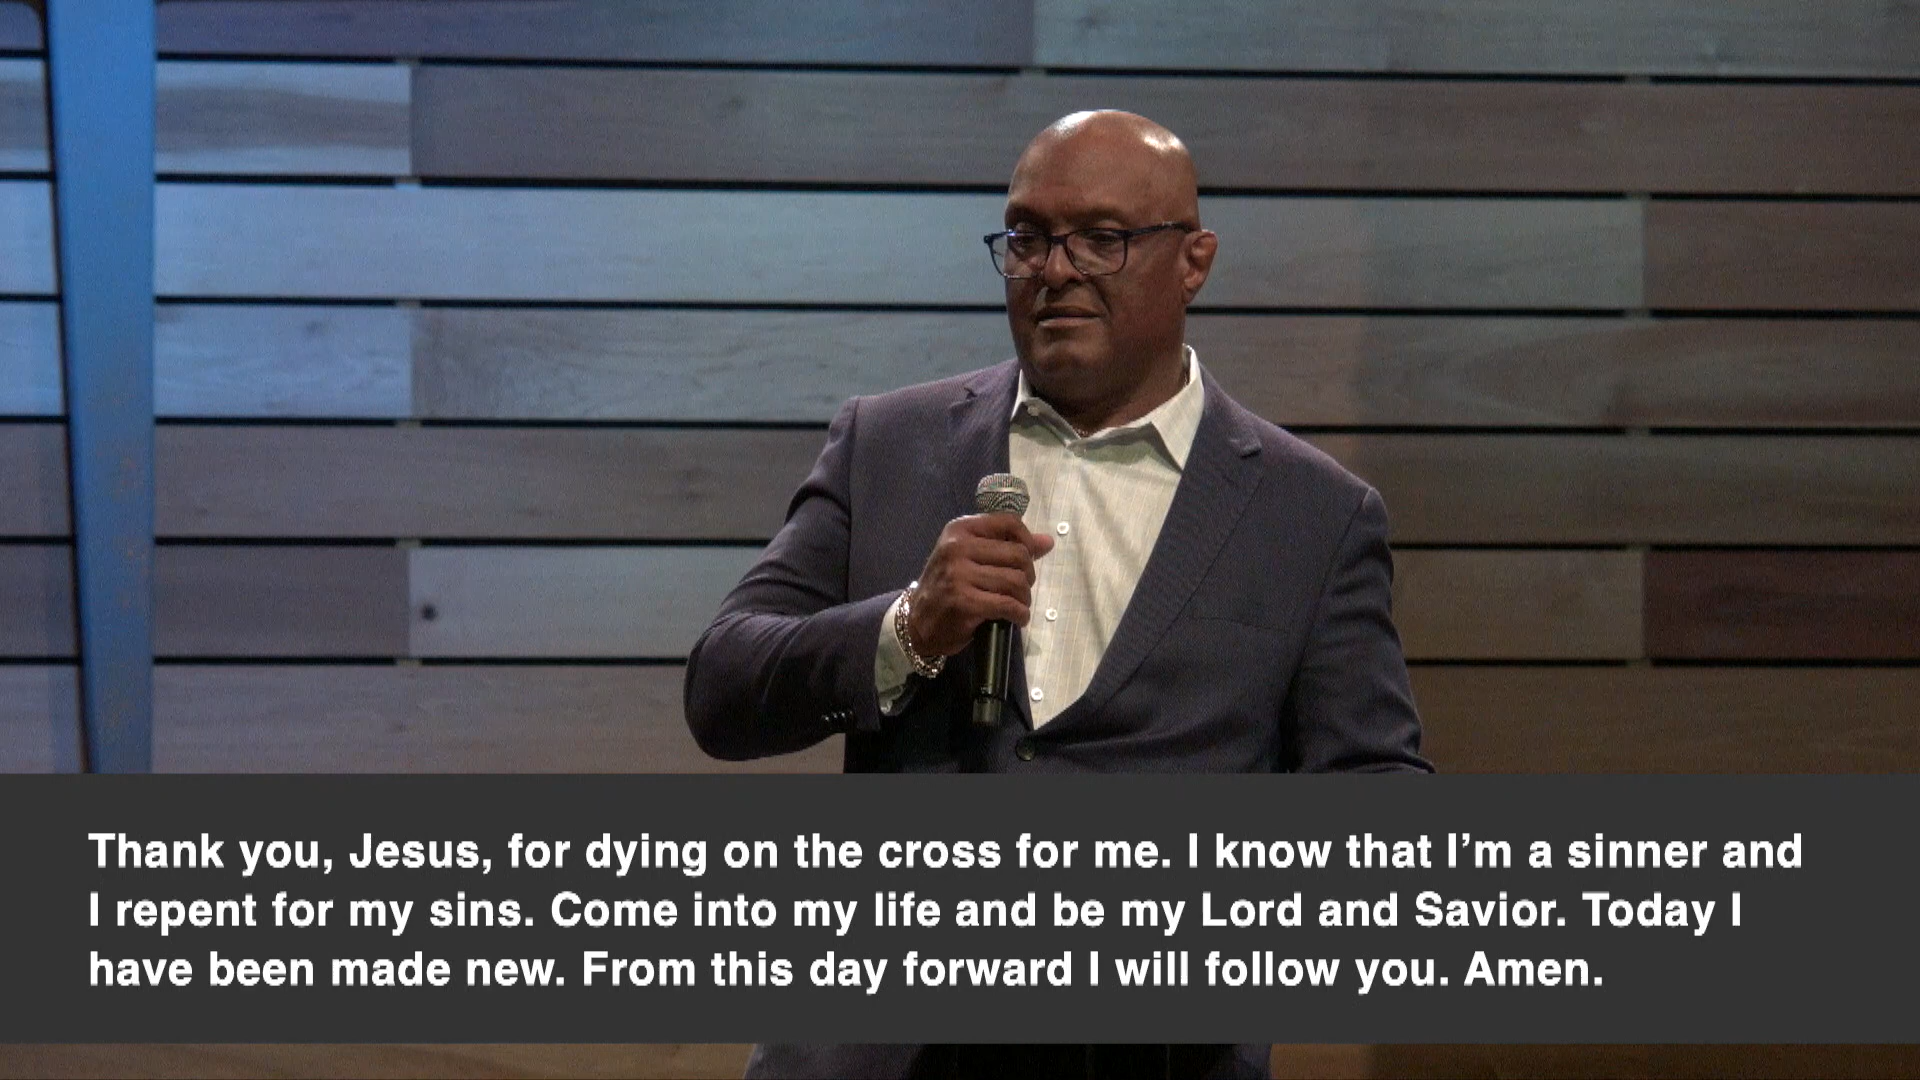 Thank you, Jesus, for dying on the cross for me. I know that I’m a sinner and
I repent for my sins. Come into my life and be my Lord and Savior. Today I
have been made new. From this day forward I will follow you. Amen.